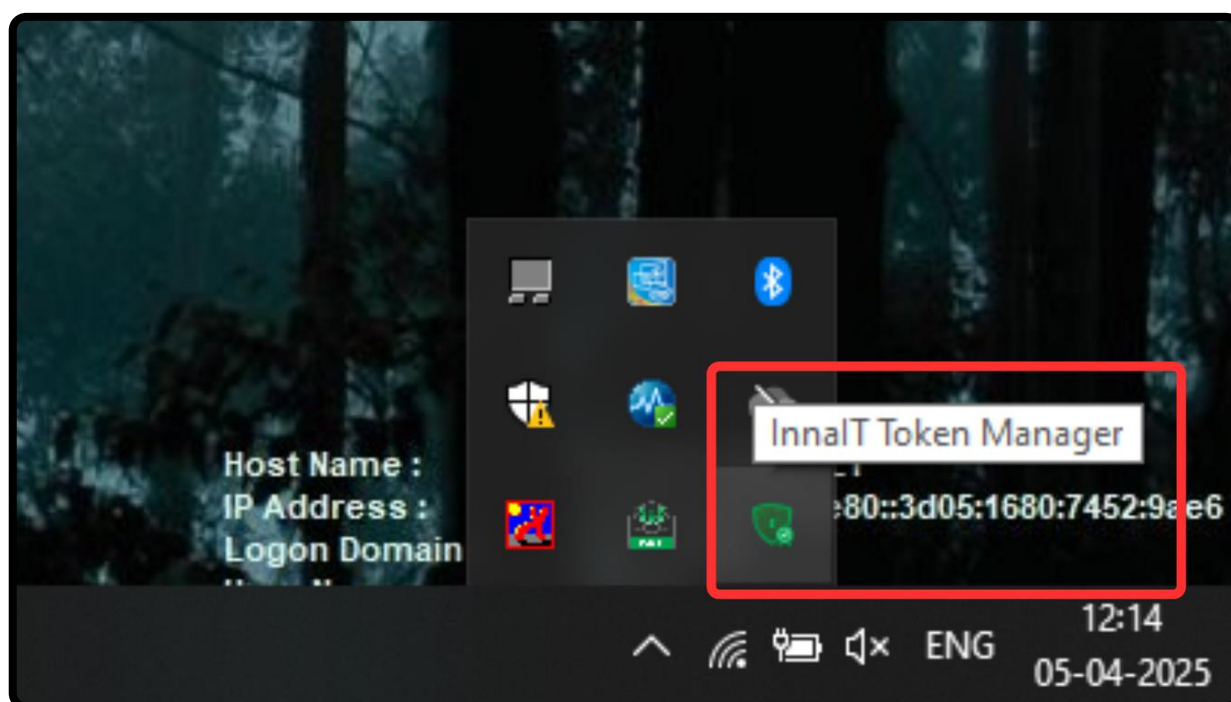 InnaIT Token Manager
Host Name :
IP Address : e80::3d05:1680:7452:9ae6
Logon Domain
ENG
12:14
05-04-2025